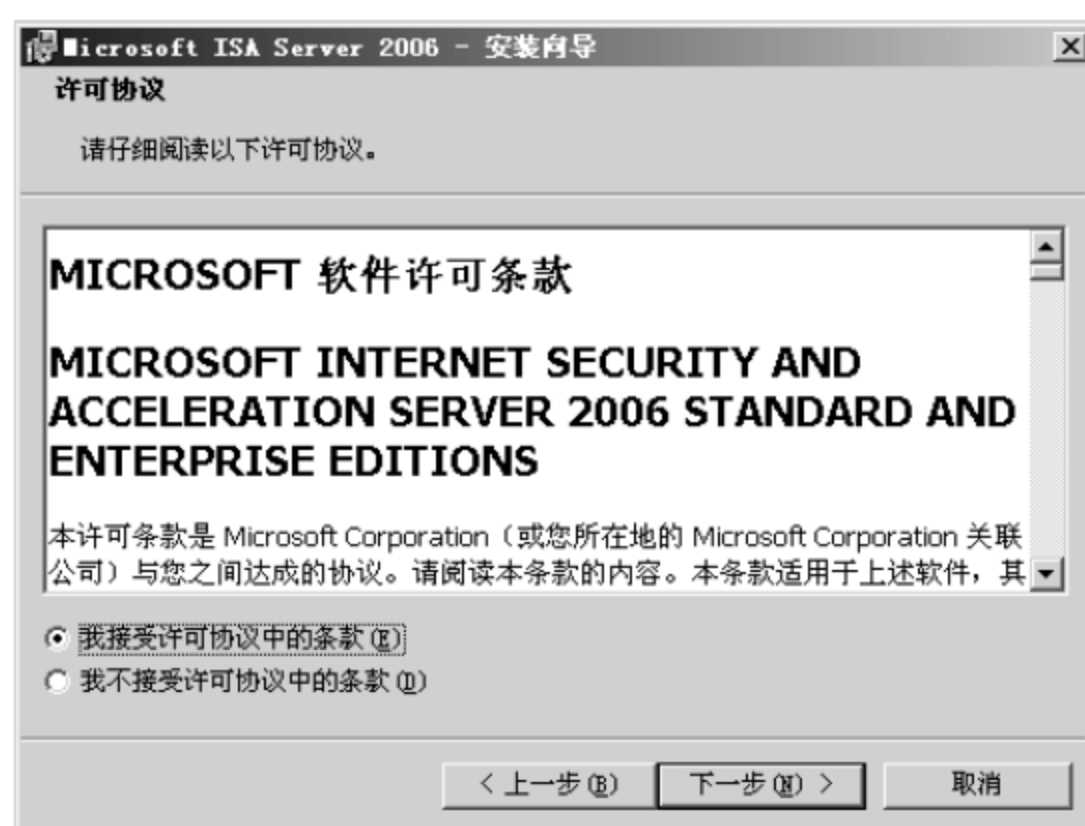 Microsoft ISA Server 2006 - 安装向导
许可协议
请仔细阅读以下许可协议。
MICROSOFT 软件许可条款
MICROSOFT INTERNET SECURITY AND
ACCELERATION SERVER 2006 STANDARD AND
ENTERPRISE EDITIONS
本许可条款是 Microsoft Corporation（或您所在地的 Microsoft Corporation 关联
公司）与您之间达成的协议。请阅读本条款的内容。本条款适用于上述软件，其
我接受许可协议中的条款(E)
我不接受许可协议中的条款(D)
< 上一步(B) 下一步(N) > 取消